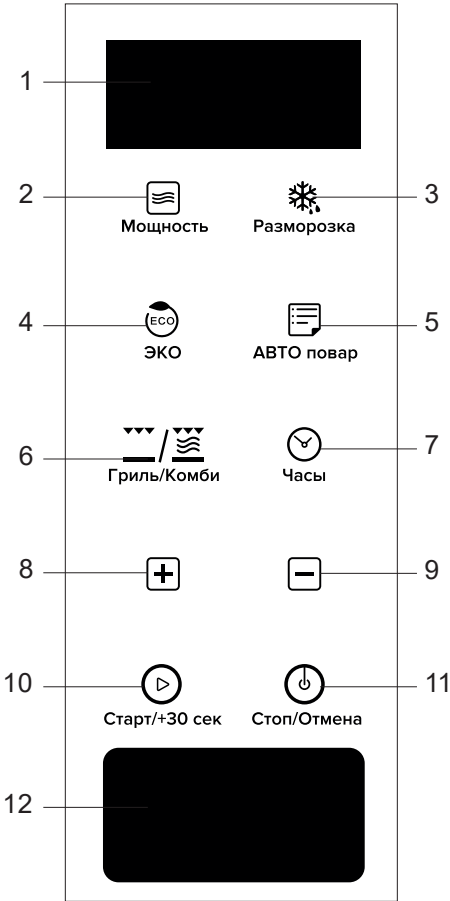 1
2 3
Мощность Разморозка
4 ECO 5
ЭКО АВТО повар
6 7
Гриль/Комби Часы
8 + − 9
10 11
Старт/+30 сек Стоп/Отмена
12